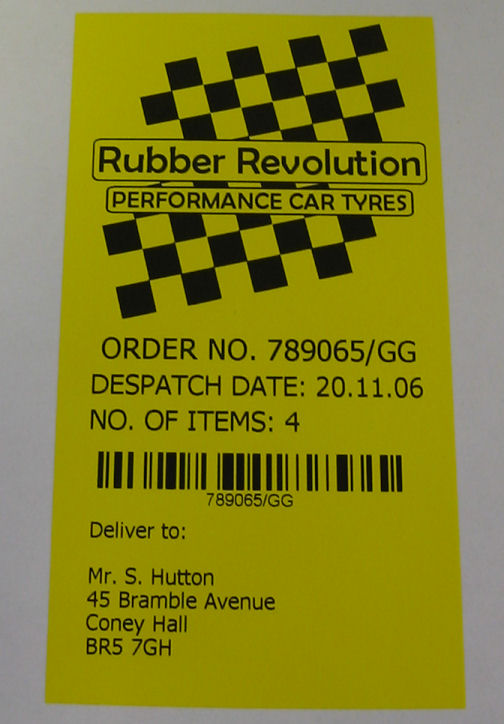 Rubber Revolution
PERFORMANCE CAR TYRES
ORDER NO. 789065/GG
DESPATCH DATE: 20.11.06
NO. OF ITEMS: 4
789065/GG
Deliver to:
Mr. S. Hutton
45 Bramble Avenue
Coney Hall
BR5 7GH